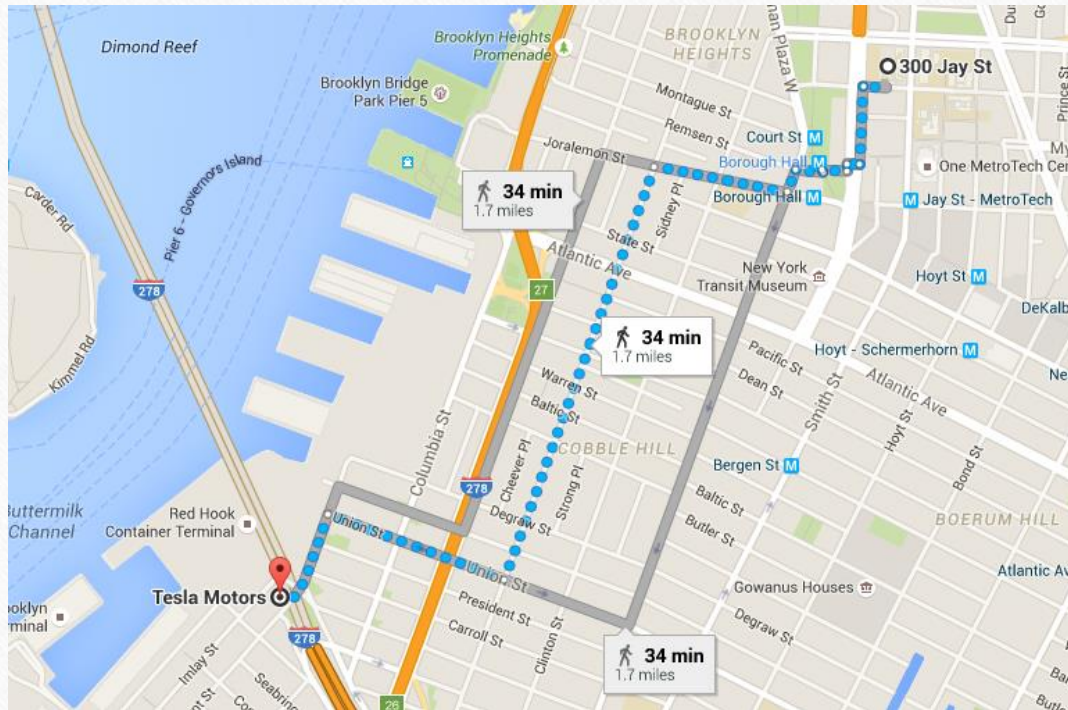 Dimond Reef
Brooklyn Heights
Promenade
BROOKLYN
HEIGHTS
Plaza W
300 Jay St
Prince St
Brooklyn Bridge
Park Pier 5
Montague St
Remsen St
Court St M
Joralemon St
Borough Hall M
One MetroTech Cen
Borough Hall M
Jay St - MetroTech
Carder Rd
Pier 6 - Governors Island
34 min
1.7 miles
Sidney Pl
State St
Atlantic Ave
New York
Transit Museum
Hoyt St M
278
27
DeKalb
34 min
1.7 miles
Hoyt - Schermerhorn M
Kimmel Rd
Pacific St
Dean St
Atlantic Ave
Warren St
Baltic St
Smith St
Hoyt St
Bond St
Columbia St
COBBLE HILL
Cheever Pl
Strong Pl
Bergen St M
278
Baltic St
Butler St
BOERUM HILL
Buttermilk
Channel
Red Hook
Container Terminal
Union St
Degraw St
Union St
Gowanus Houses
Atlantic Av
Tesla Motors
President St
Carroll St
Clinton St
Degraw St
278
34 min
1.7 miles
Imlay St
Seabring
26